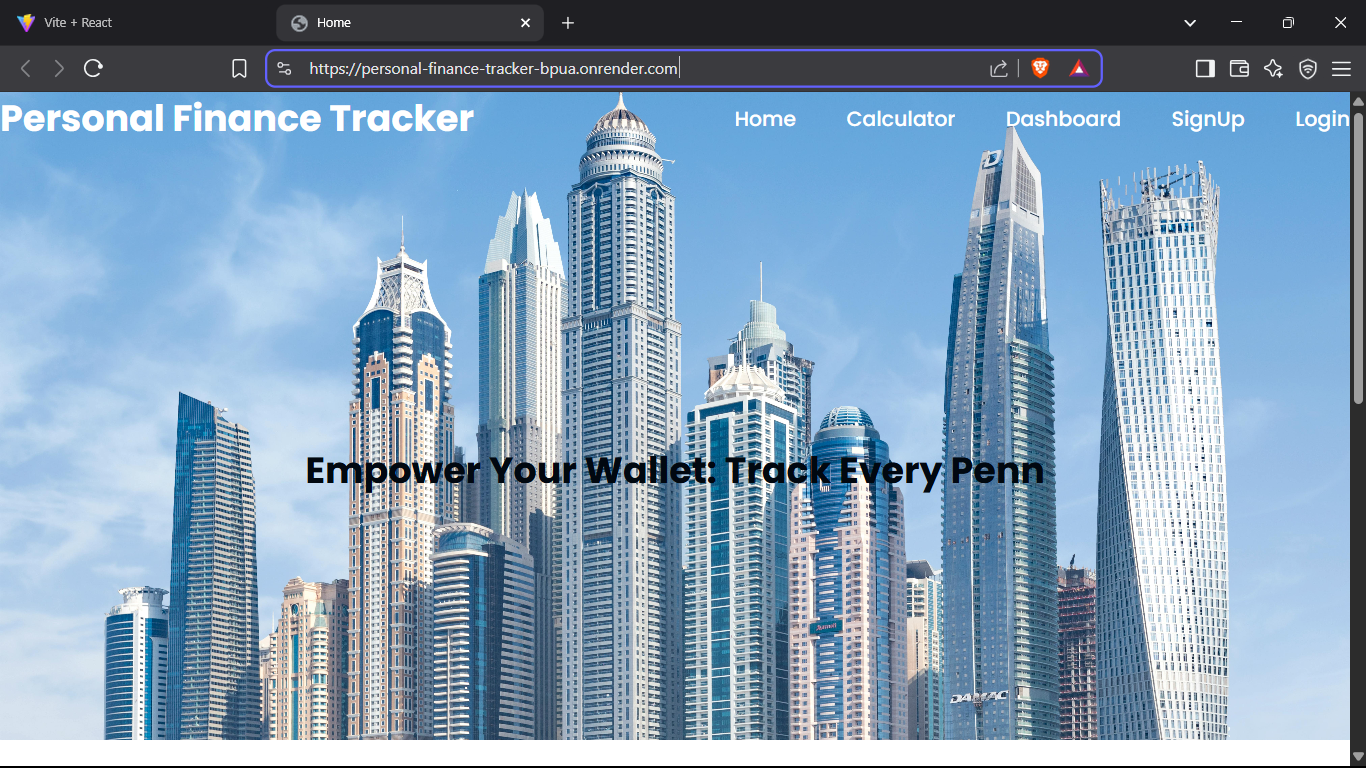 Vite + React
Home
https://personal-finance-tracker-bpua.onrender.com
Personal Finance Tracker
Home
Calculator
Dashboard
SignUp
Login
D
Empower Your Wallet: Track Every Penn
Marriott
DAMAC